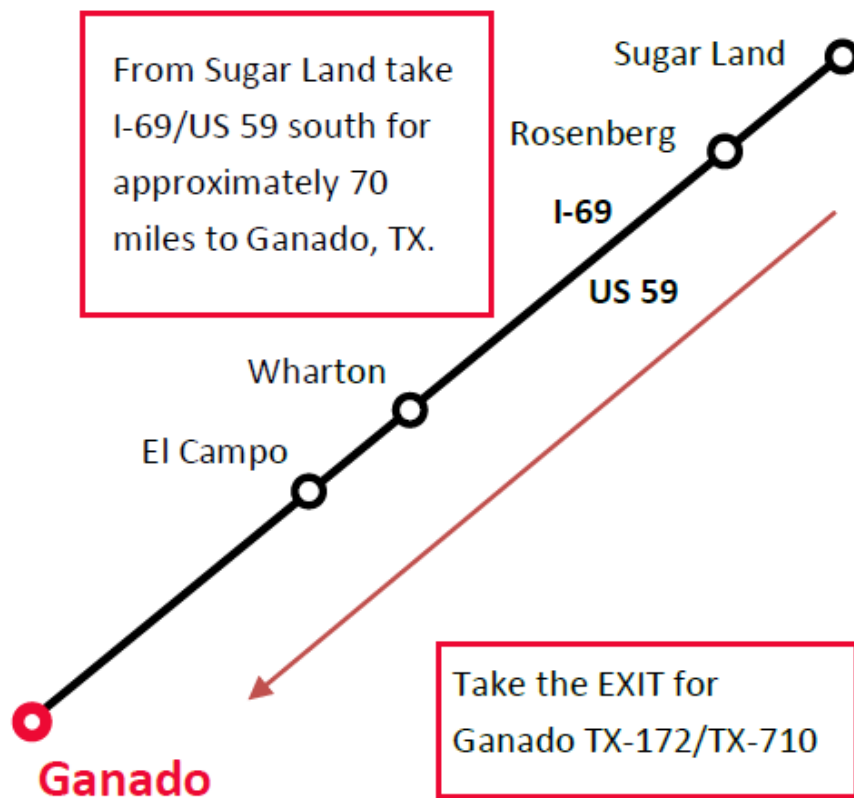 From Sugar Land take
I-69/US 59 south for
approximately 70
miles to Ganado, TX.
Sugar Land
Rosenberg
I-69
US 59
Wharton
El Campo
Take the EXIT for
Ganado TX-172/TX-710
Ganado